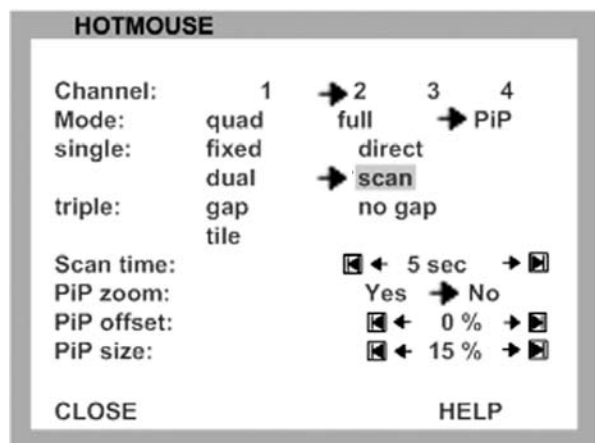 HOTMOUSE
Channel: 1 2 3 4
Mode: quad full PiP
single: fixed direct
dual scan
triple: gap no gap
tile
Scan time: 5 sec
PiP zoom: Yes No
PiP offset: 0 %
PiP size: 15 %
CLOSE HELP